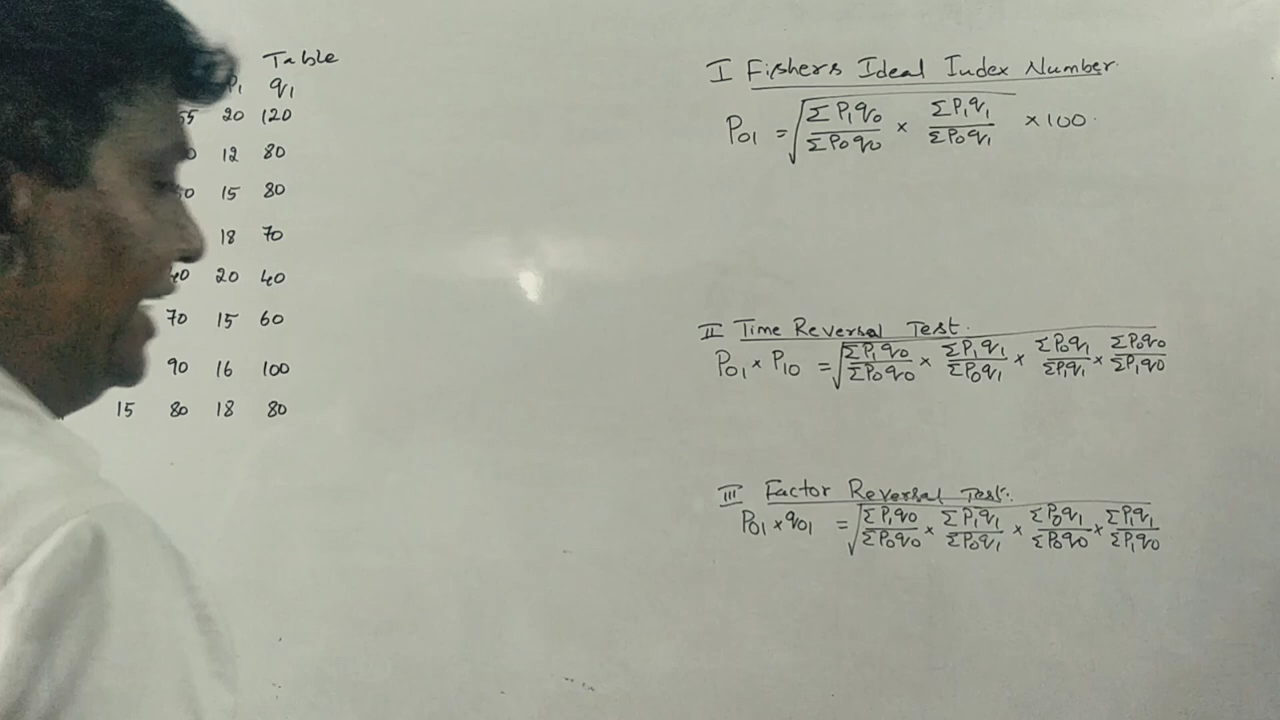 Table
P₁ q₁
20 120
12 80
15 80
18 70
40 20 40
70 15 60
90 16 100
15 80 18 80
I Fishers Ideal Index Number
P₀₁ = √(ΣP₁q₀/ΣP₀q₀ × ΣP₁q₁/ΣP₀q₁) × 100.
II Time Reversal Test.
P₀₁ × P₁₀ = √(ΣP₁q₀/ΣP₀q₀ × ΣP₁q₁/ΣP₀q₁ × ΣP₀q₁/ΣP₁q₁ × ΣP₀q₀/ΣP₁q₀)
III Factor Reversal Test:.
P₀₁ × q₀₁ = √(ΣP₁q₀/ΣP₀q₀ × ΣP₁q₁/ΣP₀q₁ × ΣP₀q₁/ΣP₀q₀ × ΣP₁q₁/ΣP₁q₀)